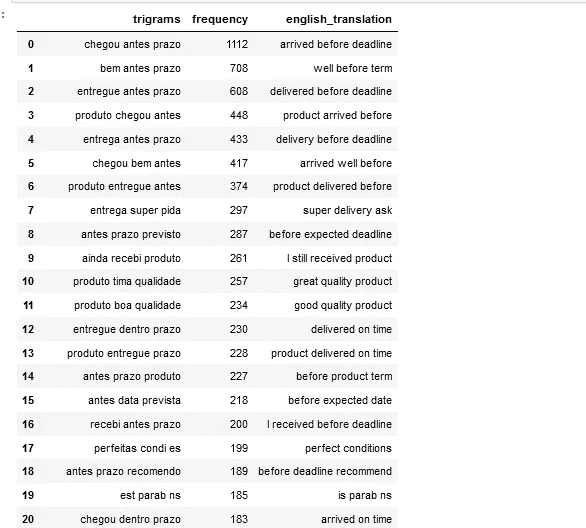 trigrams frequency english_translation
0 chegou antes prazo 1112 arrived before deadline
1 bem antes prazo 708 well before term
2 entregue antes prazo 608 delivered before deadline
3 produto chegou antes 448 product arrived before
4 entrega antes prazo 433 delivery before deadline
5 chegou bem antes 417 arrived well before
6 produto entregue antes 374 product delivered before
7 entrega super pida 297 super delivery ask
8 antes prazo previsto 287 before expected deadline
9 ainda recebi produto 261 I still received product
10 produto tima qualidade 257 great quality product
11 produto boa qualidade 234 good quality product
12 entregue dentro prazo 230 delivered on time
13 produto entregue prazo 228 product delivered on time
14 antes prazo produto 227 before product term
15 antes data prevista 218 before expected date
16 recebi antes prazo 200 I received before deadline
17 perfeitas condi es 199 perfect conditions
18 antes prazo recomendo 189 before deadline recommend
19 est parab ns 185 is parab ns
20 chegou dentro prazo 183 arrived on time